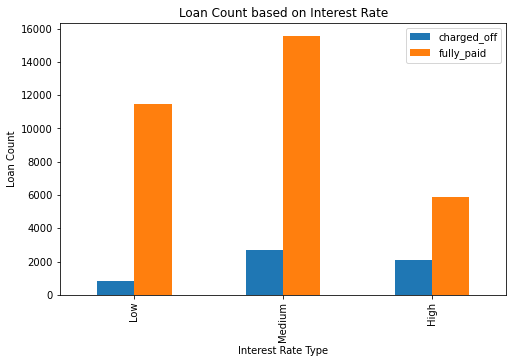 Loan Count based on Interest Rate
charged_off
fully_paid
Loan Count
16000
14000
12000
10000
8000
6000
4000
2000
0
Low
Medium
High
Interest Rate Type